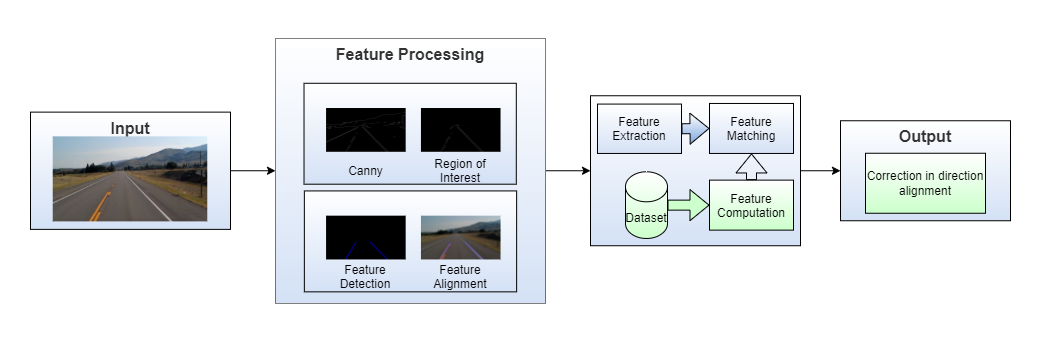 Input
Feature Processing
Canny
Region of
Interest
Feature
Detection
Feature
Alignment
Feature
Extraction
Feature
Matching
Dataset
Feature
Computation
Output
Correction in direction
alignment